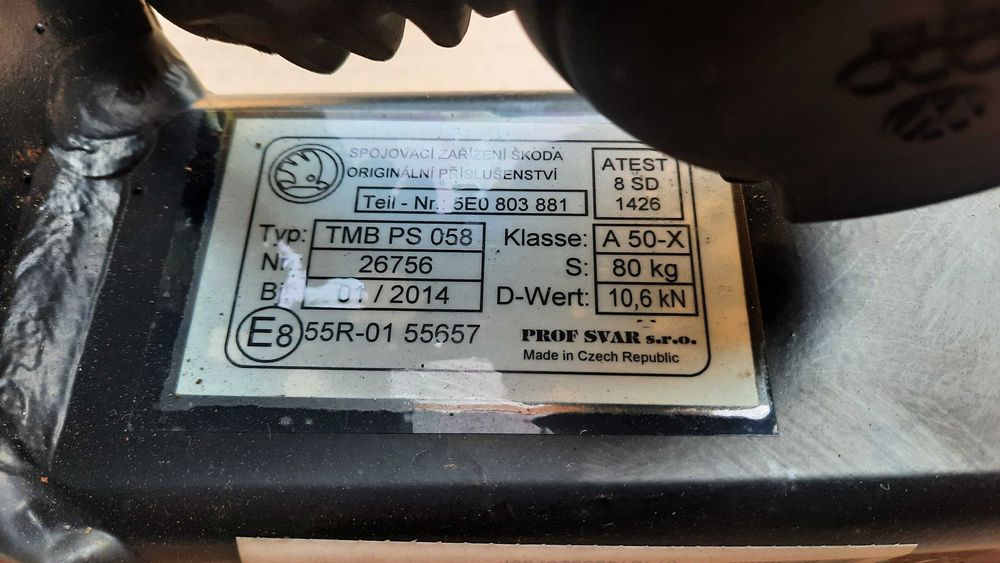 SPOJOVACÍ ZAŘÍZENÍ ŠKODA
ORIGINÁLNÍ PŘÍSLUŠENSTVÍ
Teil - Nr.: 5E0 803 881
ATEST
8 SD
1426
Typ: TMB PS 058
Klasse: A 50-X
26756
S: 80 kg
01 / 2014
D-Wert: 10,6 kN
E8 55R-01 55657
PROF SVAR s.r.o.
Made in Czech Republic